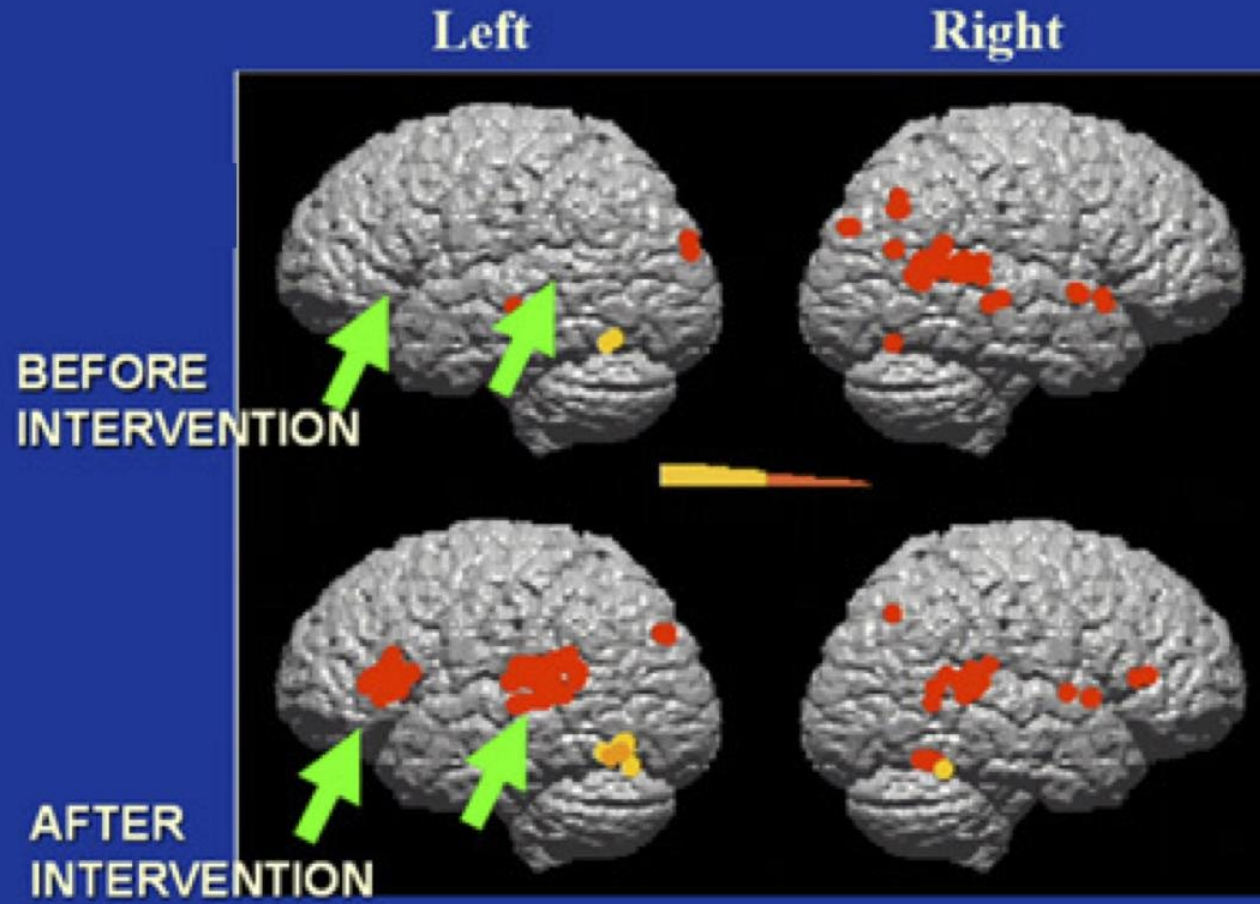 Left
Right
BEFORE
INTERVENTION
AFTER
INTERVENTION